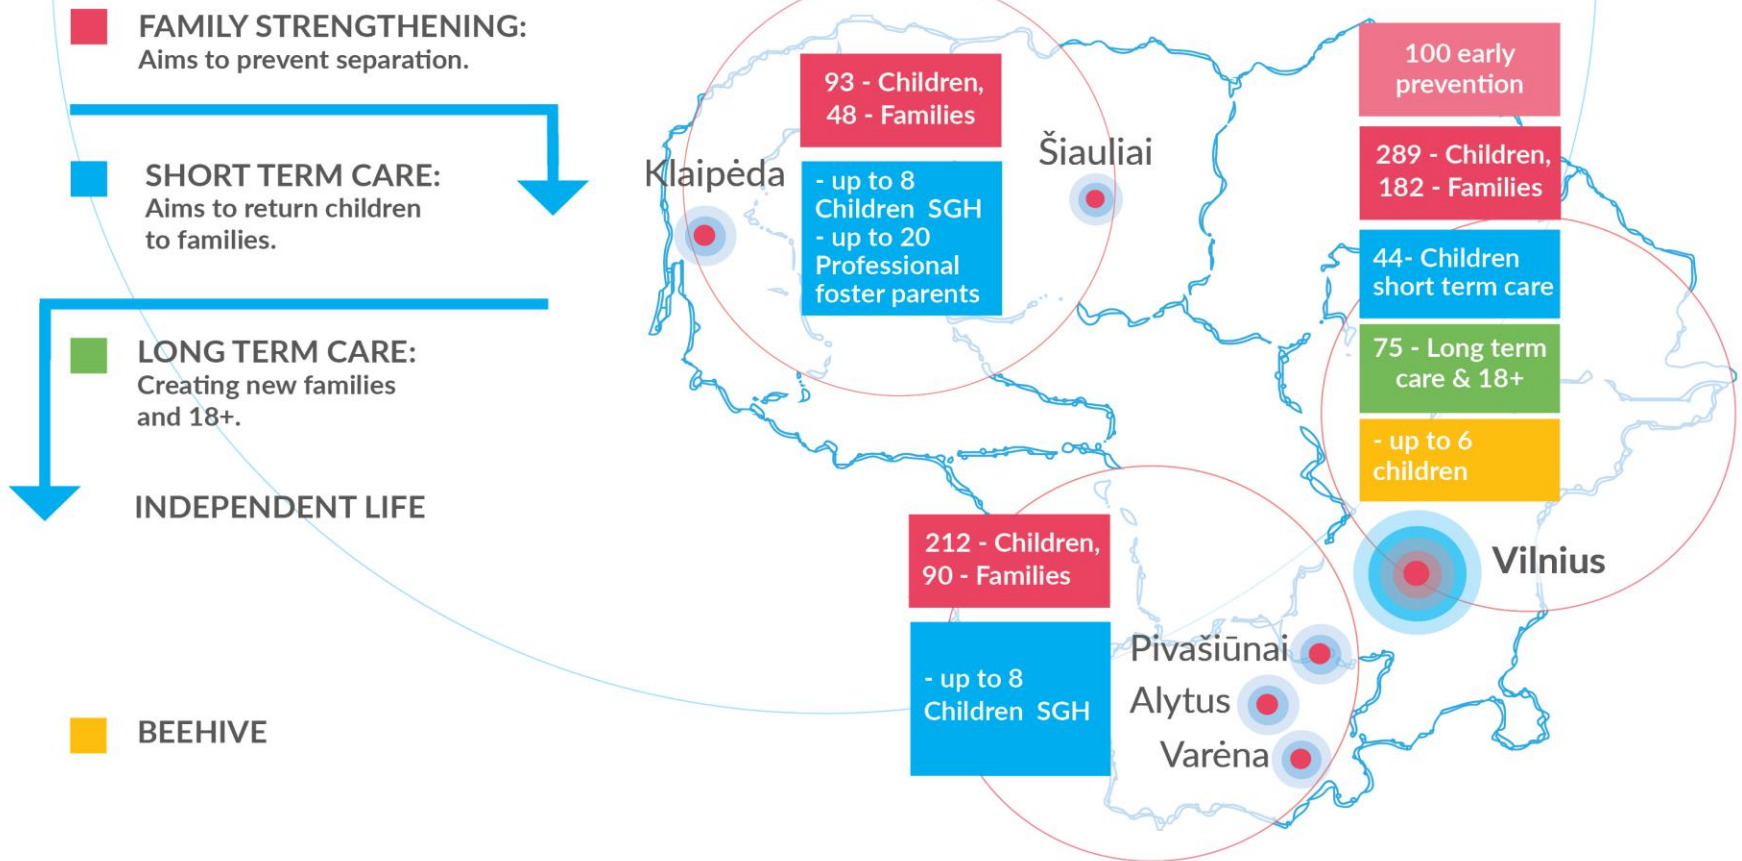 FAMILY STRENGTHENING:
Aims to prevent separation.
SHORT TERM CARE:
Aims to return children
to families.
LONG TERM CARE:
Creating new families
and 18+.
INDEPENDENT LIFE
BEEHIVE
93 - Children,
48 - Families
Klaipėda
Šiauliai
- up to 8
Children SGH
- up to 20
Professional
foster parents
100 early
prevention
289 - Children,
182 - Families
44- Children
short term care
75 - Long term
care & 18+
- up to 6
children
Vilnius
212 - Children,
90 - Families
- up to 8
Children SGH
Pivašiūnai
Alytus
Varėna